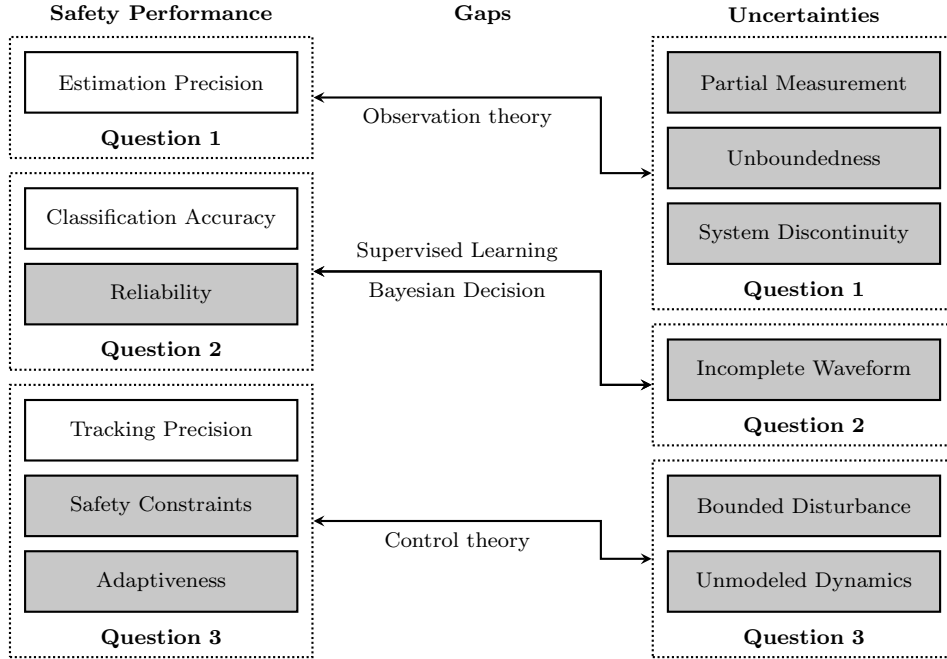 Safety Performance
Gaps
Uncertainties
Estimation Precision
Question 1
Classification Accuracy
Reliability
Question 2
Tracking Precision
Safety Constraints
Adaptiveness
Question 3
Observation theory
Supervised Learning
Bayesian Decision
Control theory
Partial Measurement
Unboundedness
System Discontinuity
Question 1
Incomplete Waveform
Question 2
Bounded Disturbance
Unmodeled Dynamics
Question 3